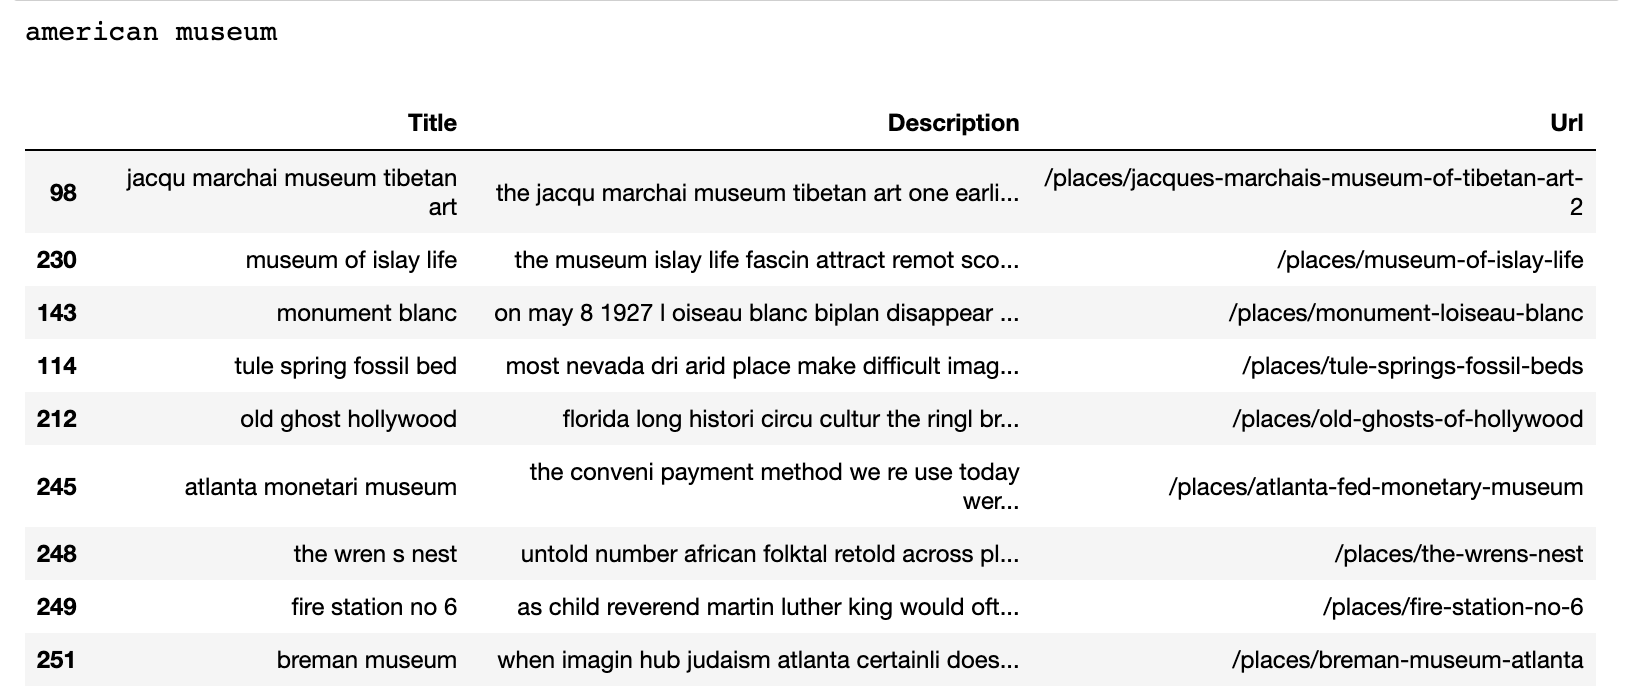 american museum
Title Description Url
98 jacqu marchai museum tibetan art the jacqu marchai museum tibetan art one earli... /places/jacques-marchais-museum-of-tibetan-art-2
230 museum of islay life the museum islay life fascin attract remot sco... /places/museum-of-islay-life
143 monument blanc on may 8 1927 l oiseau blanc biplan disappear ... /places/monument-loiseau-blanc
114 tule spring fossil bed most nevada dri arid place make difficult imag... /places/tule-springs-fossil-beds
212 old ghost hollywood florida long histori circu cultur the ringl br... /places/old-ghosts-of-hollywood
245 atlanta monetari museum the conveni payment method we re use today wer... /places/atlanta-fed-monetary-museum
248 the wren s nest untold number african folktal retold across pl... /places/the-wrens-nest
249 fire station no 6 as child reverend martin luther king would oft... /places/fire-station-no-6
251 breman museum when imagin hub judaism atlanta certainli does... /places/breman-museum-atlanta